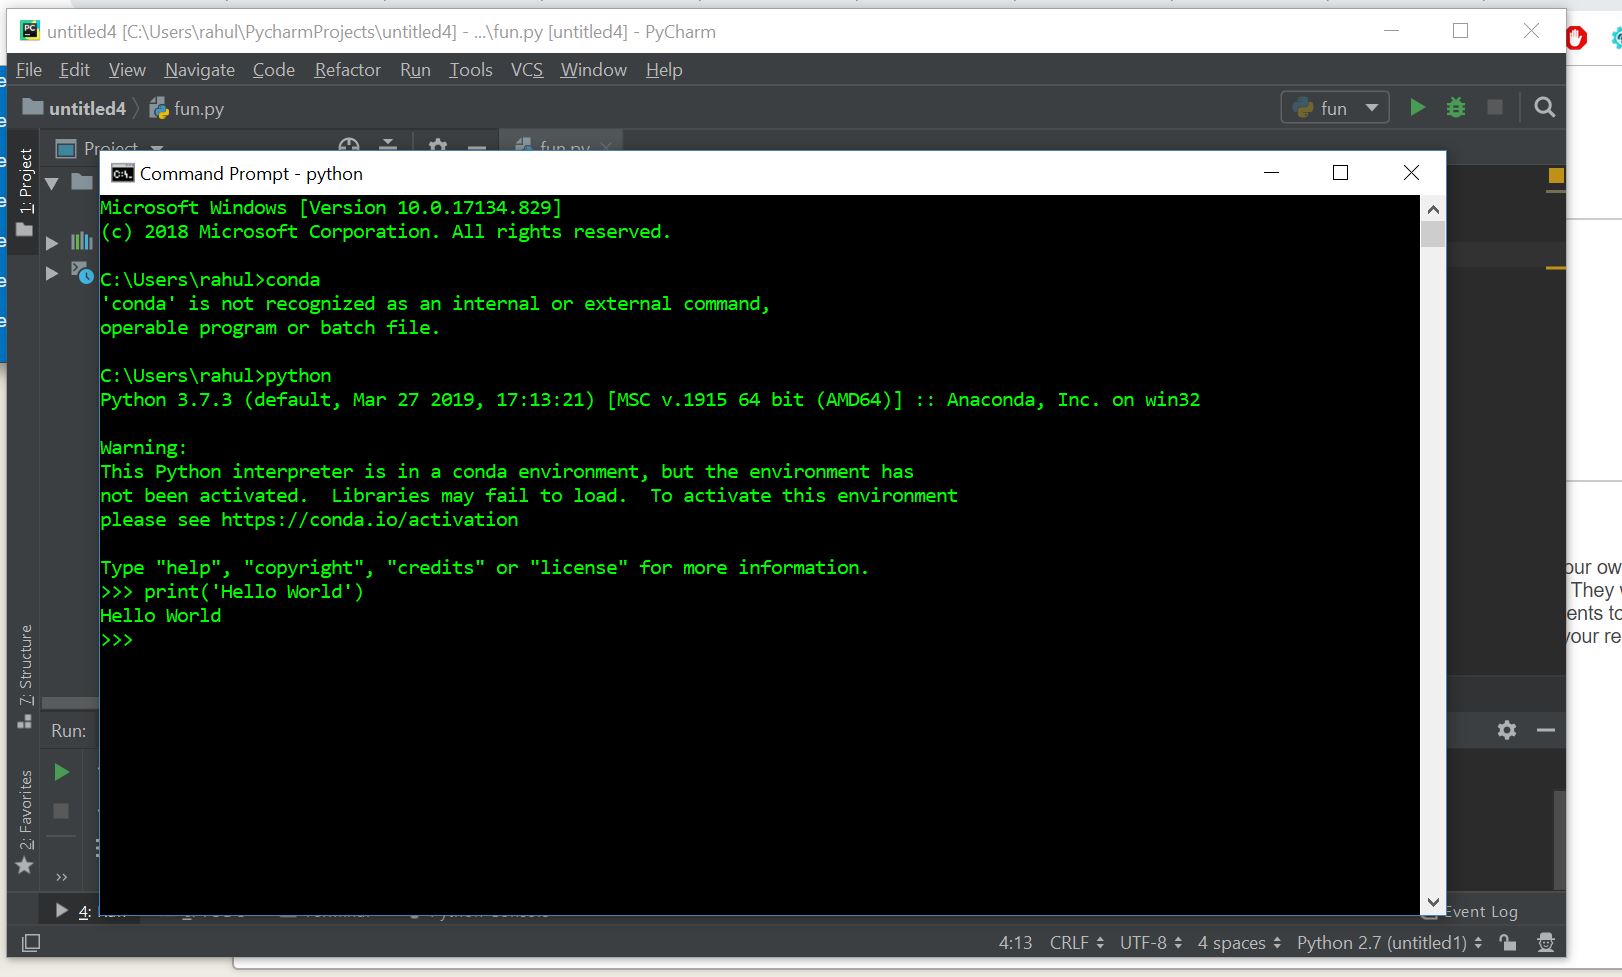 untitled4 [C:\Users\rahul\PycharmProjects\untitled4] - ...\fun.py [untitled4] - PyCharm
File Edit View Navigate Code Refactor Run Tools VCS Window Help
untitled4 fun.py fun
1: Project
Project fun.py
Command Prompt - python
Microsoft Windows [Version 10.0.17134.829]
(c) 2018 Microsoft Corporation. All rights reserved.
C:\Users\rahul>conda
'conda' is not recognized as an internal or external command,
operable program or batch file.
C:\Users\rahul>python
Python 3.7.3 (default, Mar 27 2019, 17:13:21) [MSC v.1915 64 bit (AMD64)] :: Anaconda, Inc. on win32
Warning:
This Python interpreter is in a conda environment, but the environment has
not been activated.  Libraries may fail to load.  To activate this environment
please see https://conda.io/activation
Type "help", "copyright", "credits" or "license" for more information.
>>> print('Hello World')
Hello World
>>>
our ow
They
ents to
your re
7: Structure
Run:
2: Favorites
4:
Event Log
4:13 CRLF UTF-8 4 spaces Python 2.7 (untitled1)